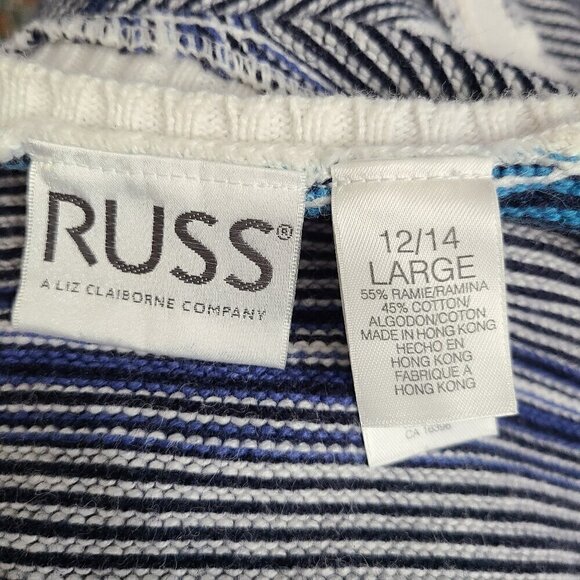 RUSS®
A LIZ CLAIBORNE COMPANY
12/14
LARGE
55% RAMIE/RAMINA
45% COTTON/
ALGODON/COTON
MADE IN HONG KONG
HECHO EN
HONG KONG
FABRIQUE A
HONG KONG
CA